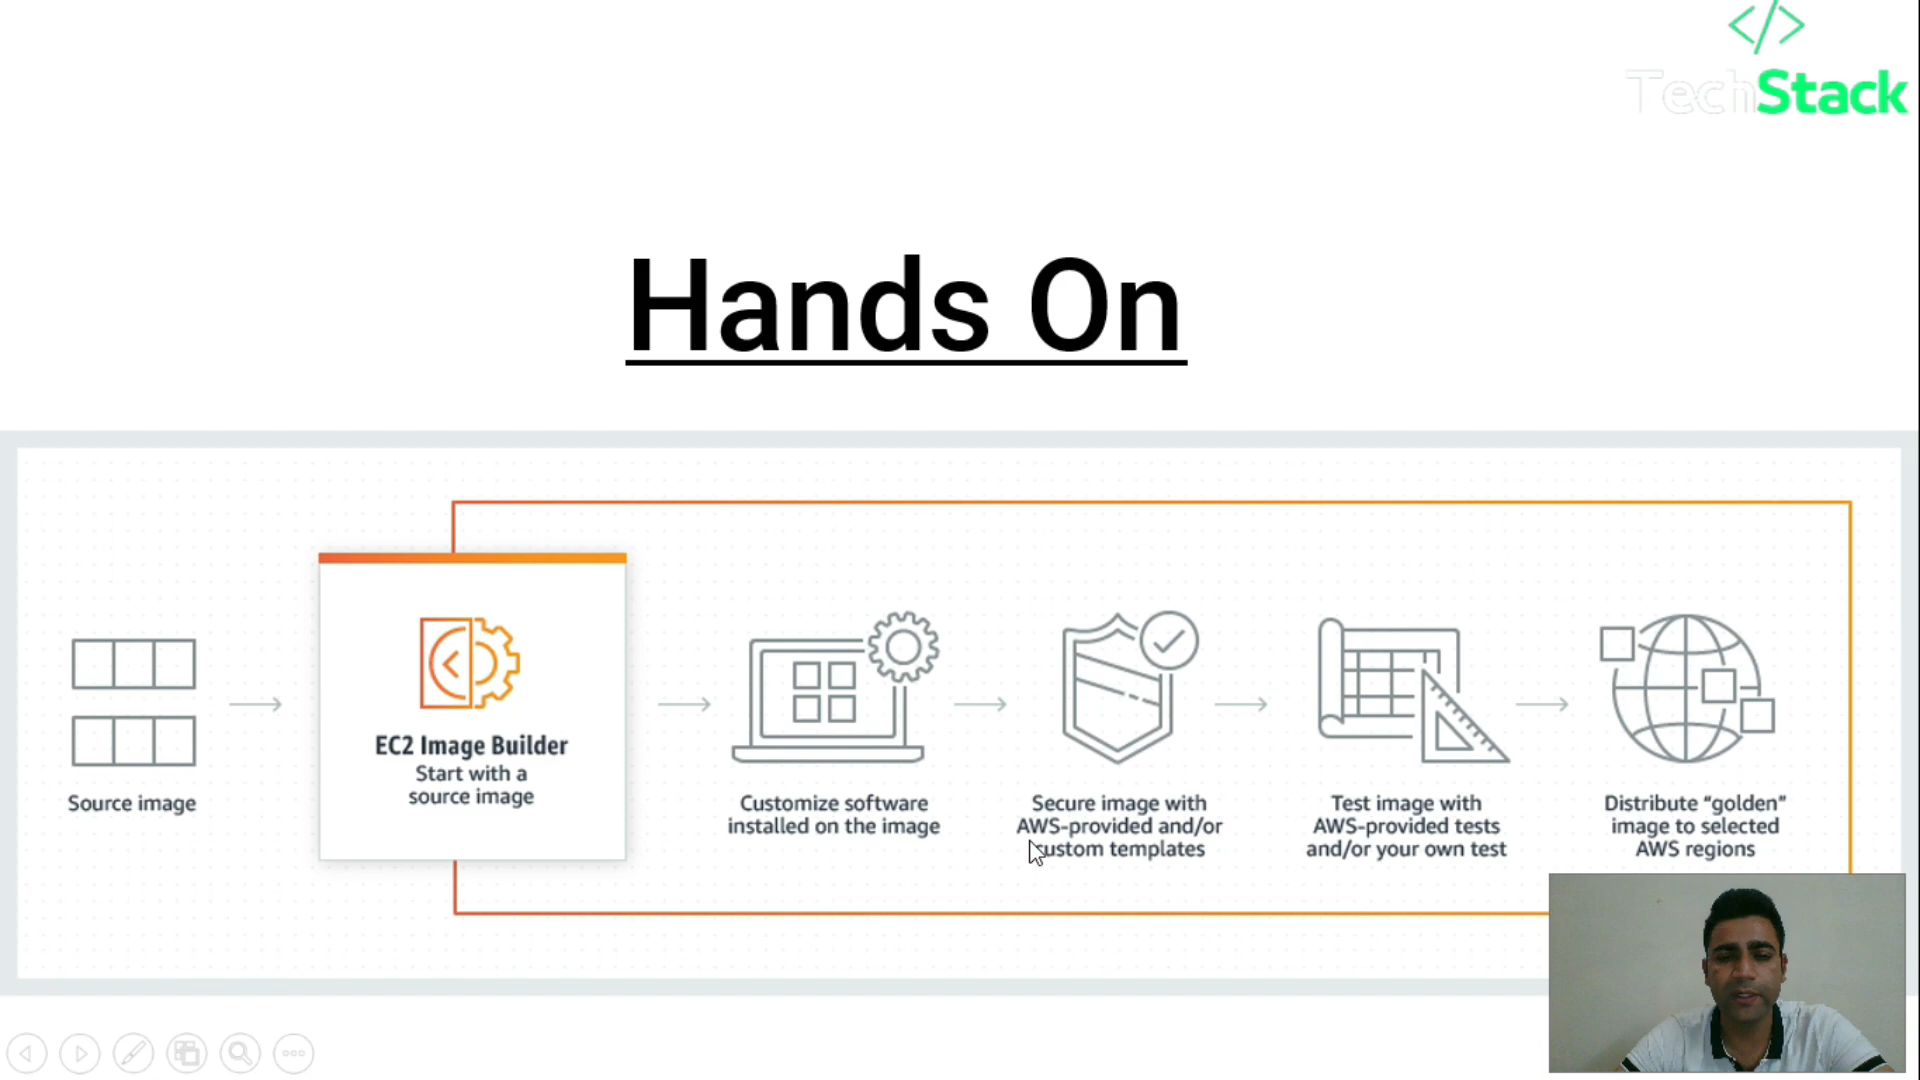 </>
TechStack
Hands On
Source image
EC2 Image Builder
Start with a
source image
Customize software
installed on the image
Secure image with
AWS-provided and/or
custom templates
Test image with
AWS-provided tests
and/or your own test
Distribute “golden”
image to selected
AWS regions